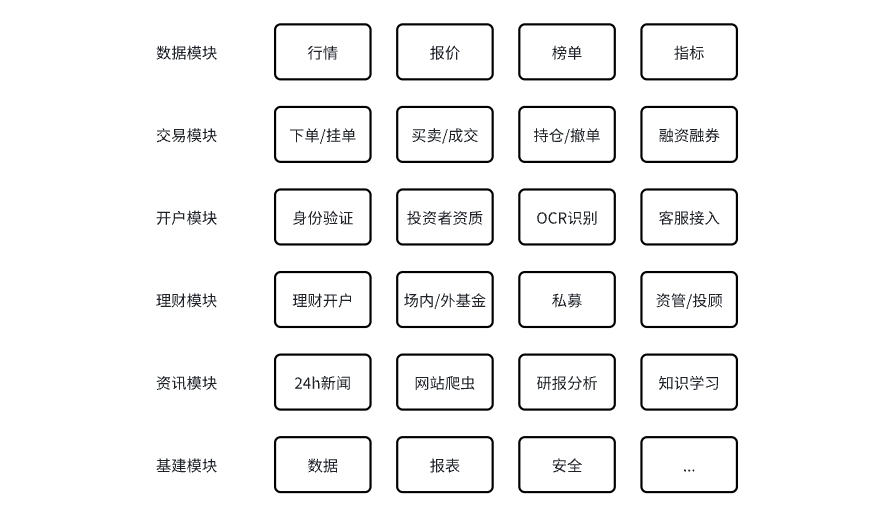 数据模块 行情 报价 榜单 指标
交易模块 下单/挂单 买卖/成交 持仓/撤单 融资融券
开户模块 身份验证 投资者资质 OCR识别 客服接入
理财模块 理财开户 场内/外基金 私募 资管/投顾
资讯模块 24h新闻 网站爬虫 研报分析 知识学习
基建模块 数据 报表 安全 ...